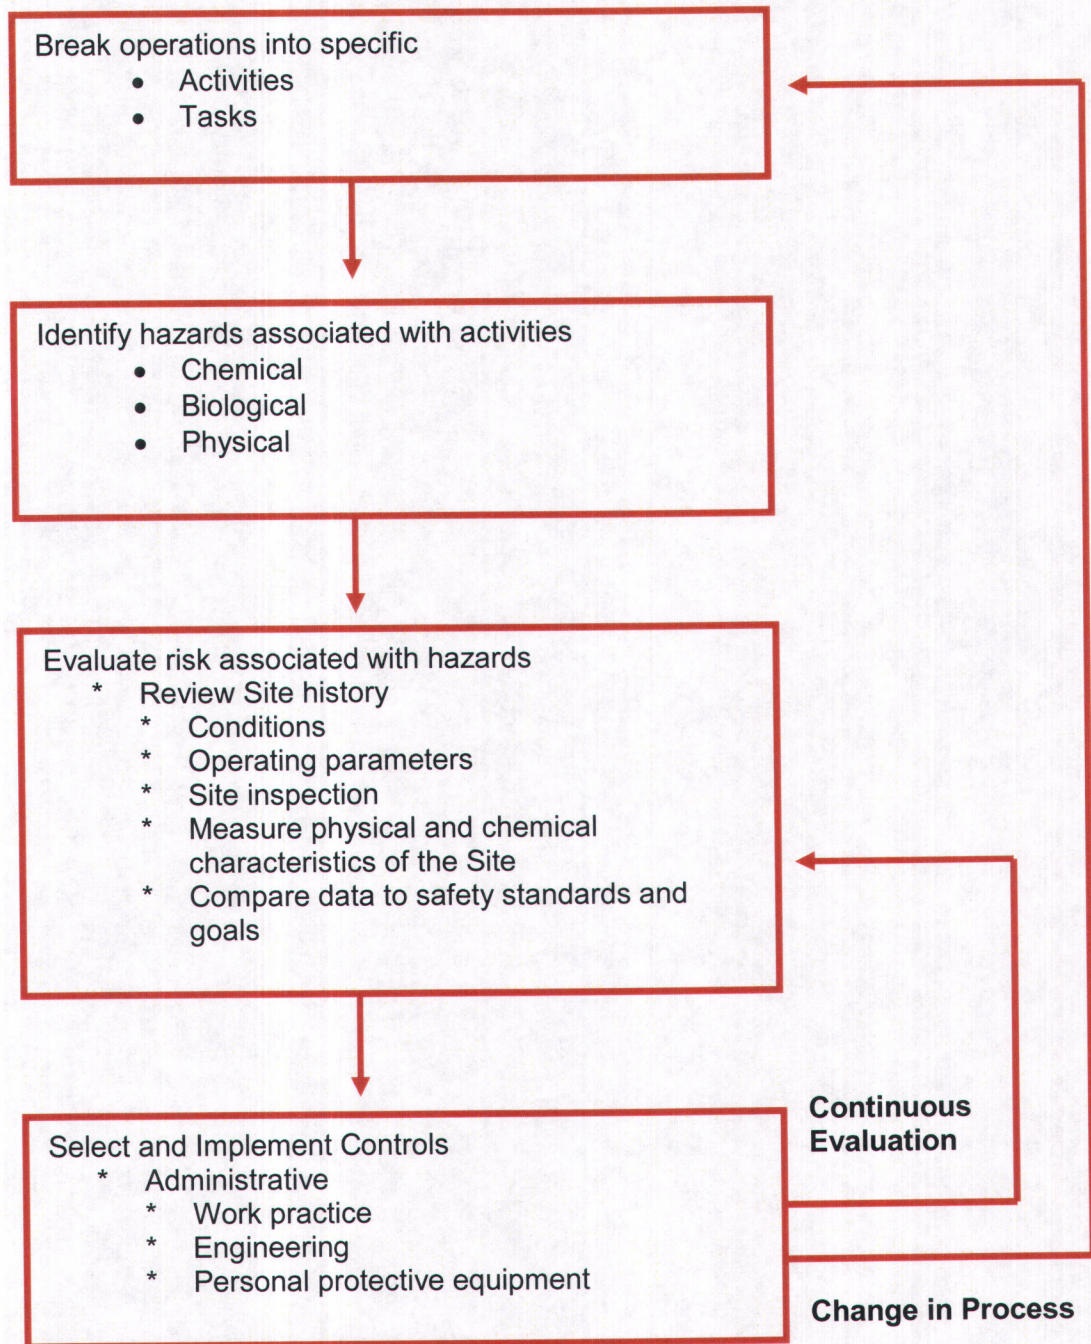 Break operations into specific
• Activities
• Tasks
Identify hazards associated with activities
• Chemical
• Biological
• Physical
Evaluate risk associated with hazards
* Review Site history
* Conditions
* Operating parameters
* Site inspection
* Measure physical and chemical
characteristics of the Site
* Compare data to safety standards and
goals
Continuous
Evaluation
Select and Implement Controls
* Administrative
* Work practice
* Engineering
* Personal protective equipment
Change in Process